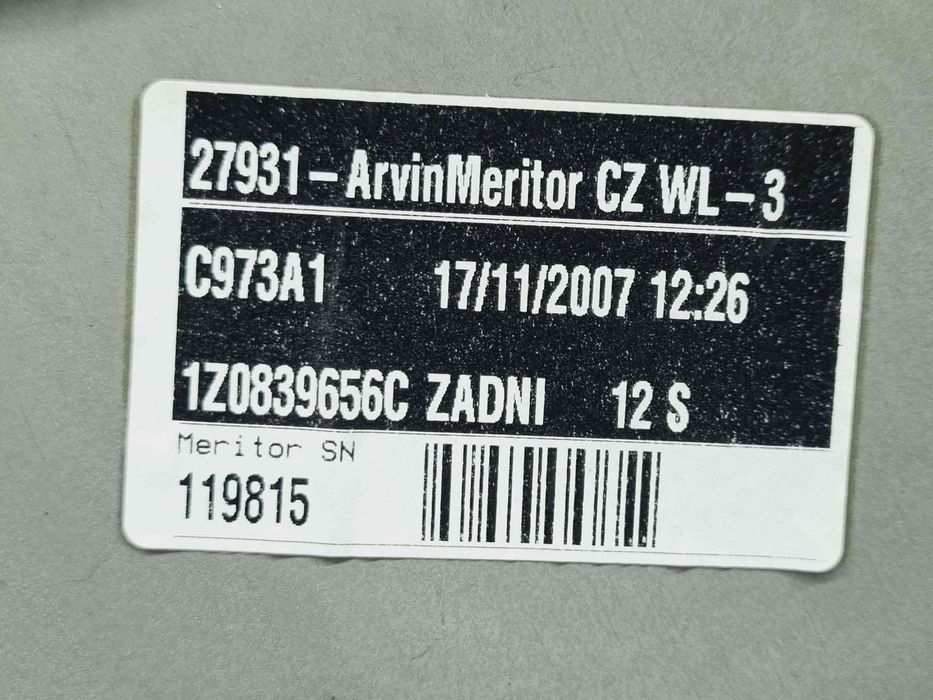 27931-ArvinMeritor CZ WL-3
C973A1 17/11/2007 12:26
1Z0839656C ZADNI 12 S
Meritor SN
119815